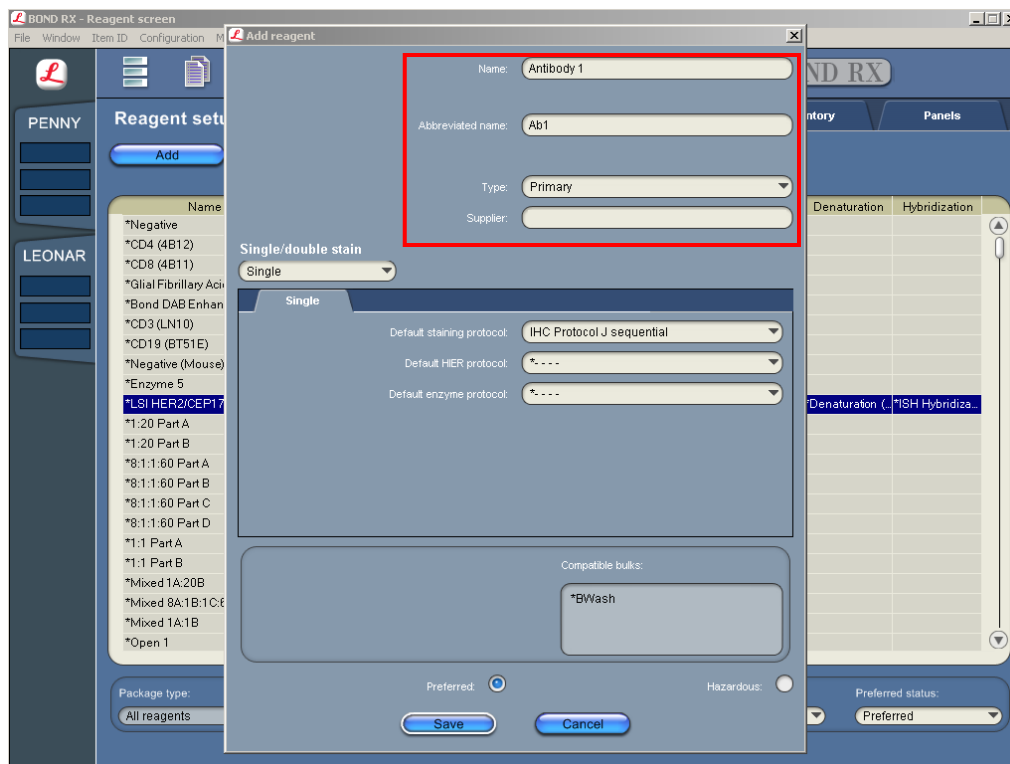 BOND RX - Reagent screen
File Window Item ID Configuration M
Add reagent
PENNY
LEONAR
Reagent setu
Add
OND RX
ntory
Panels
Name
Denaturation
Hybridization
*Negative
*CD4 (4B12)
*CD8 (4B11)
*Glial Fibrillary Aci
*Bond DAB Enhan
*CD3 (LN10)
*CD19 (BT51E)
*Negative (Mouse)
*Enzyme 5
*LSI HER2/CEP17
*Denaturation (...
*ISH Hybridiza...
*1:20 Part A
*1:20 Part B
*8:1:1:60 Part A
*8:1:1:60 Part B
*8:1:1:60 Part C
*8:1:1:60 Part D
*1:1 Part A
*1:1 Part B
*Mixed 1A:20B
*Mixed 8A:1B:1C:6
*Mixed 1A:1B
*Open 1
Package type:
All reagents
Preferred status:
Preferred
Name: Antibody 1
Abbreviated name: Ab1
Type: Primary
Supplier:
Single/double stain
Single
Single
Default staining protocol: IHC Protocol J sequential
Default HIER protocol: *- - - -
Default enzyme protocol: *- - - -
Compatible bulks:
*BWash
Preferred:
Hazardous:
Save
Cancel